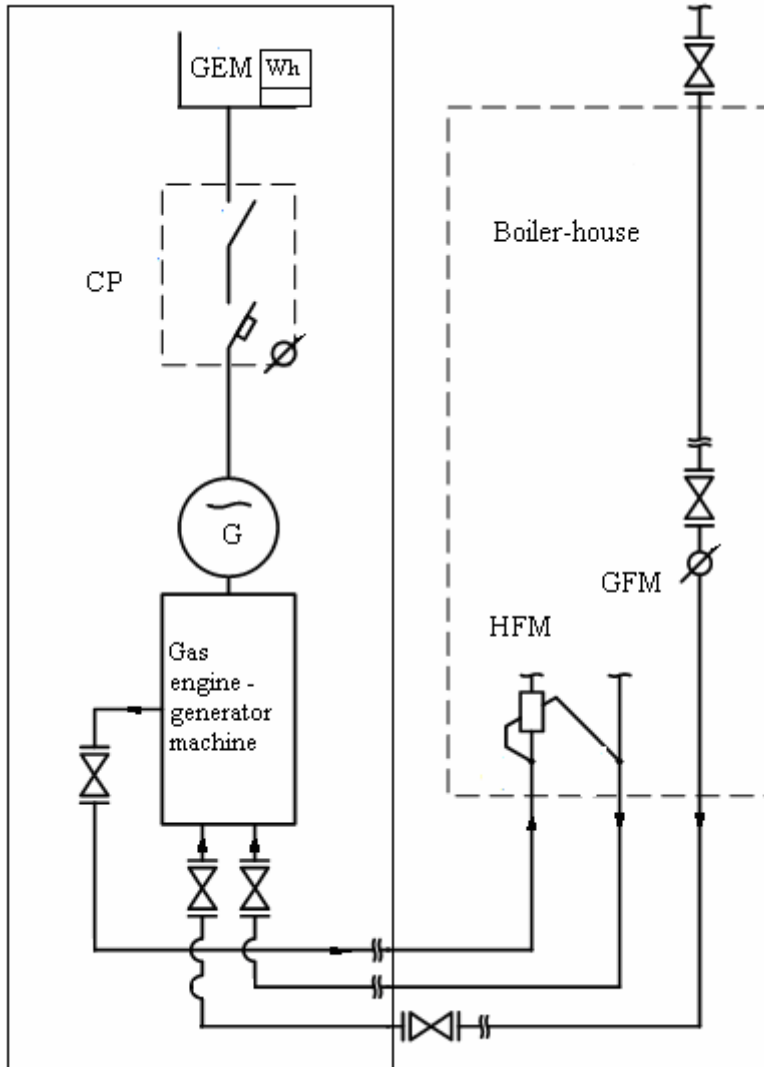 GEM
Wh
CP
Boiler-house
G
GFM
HFM
Gas
engine -
generator
machine